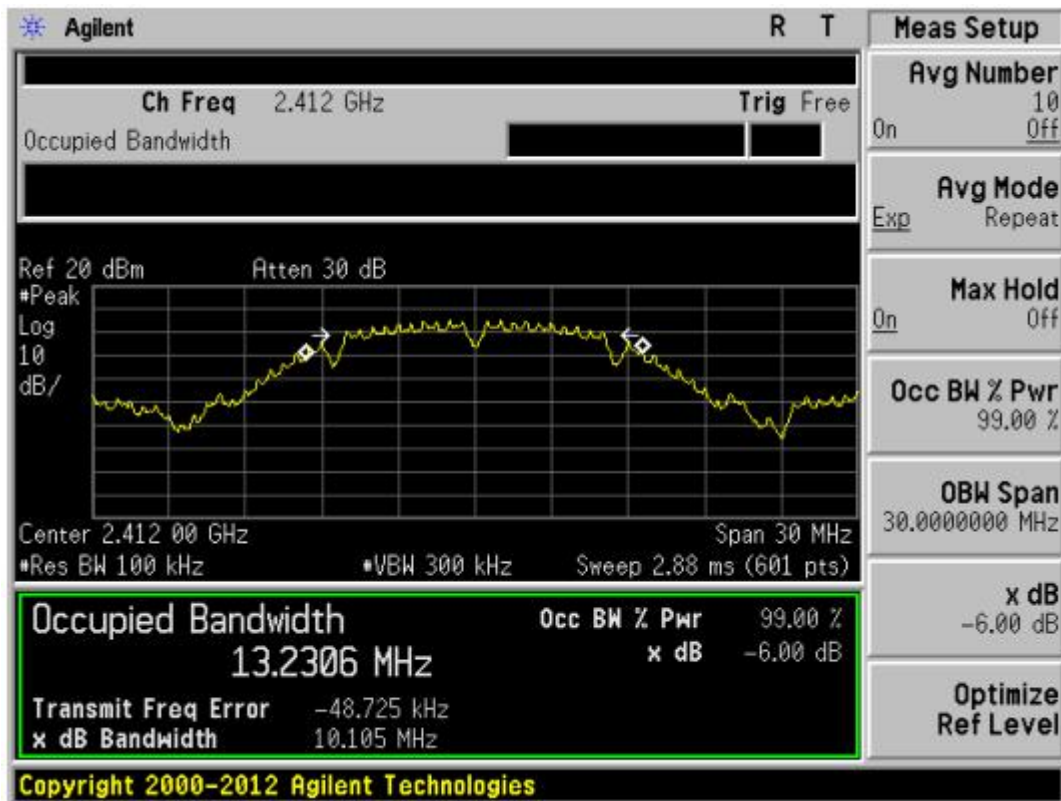 Agilent R T
Ch Freq 2.412 GHz Trig Free
Occupied Bandwidth
Ref 20 dBm Atten 30 dB
#Peak
Log
10
dB/
Center 2.412 00 GHz Span 30 MHz
#Res BW 100 kHz #VBW 300 kHz Sweep 2.88 ms (601 pts)
Occupied Bandwidth Occ BW % Pwr 99.00 %
13.2306 MHz x dB -6.00 dB
Transmit Freq Error -48.725 kHz
x dB Bandwidth 10.105 MHz
Copyright 2000-2012 Agilent Technologies
Meas Setup
Avg Number
10
On Off
Avg Mode
Exp Repeat
Max Hold
On Off
Occ BW % Pwr
99.00 %
OBW Span
30.0000000 MHz
x dB
-6.00 dB
Optimize
Ref Level